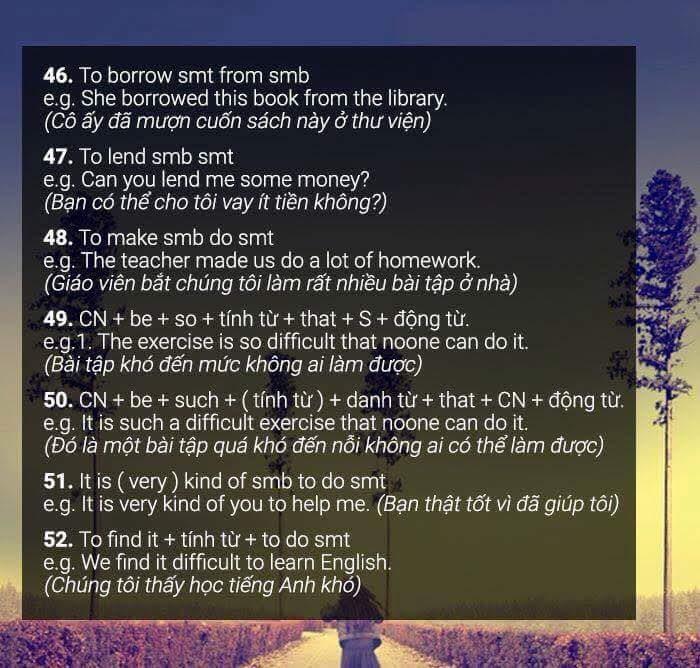 46. To borrow smt from smb
e.g. She borrowed this book from the library.
(Cô ấy đã mượn cuốn sách này ở thư viện)
47. To lend smb smt
e.g. Can you lend me some money?
(Bạn có thể cho tôi vay ít tiền không?)
48. To make smb do smt
e.g. The teacher made us do a lot of homework.
(Giáo viên bắt chúng tôi làm rất nhiều bài tập ở nhà)
49. CN + be + so + tính từ + that + S + động từ.
e.g.1. The exercise is so difficult that noone can do it.
(Bài tập khó đến mức không ai làm được)
50. CN + be + such + ( tính từ ) + danh từ + that + CN + động từ.
e.g. It is such a difficult exercise that noone can do it.
(Đó là một bài tập quá khó đến nỗi không ai có thể làm được)
51. It is ( very ) kind of smb to do smt
e.g. It is very kind of you to help me. (Bạn thật tốt vì đã giúp tôi)
52. To find it + tính từ + to do smt
e.g. We find it difficult to learn English.
(Chúng tôi thấy học tiếng Anh khó)